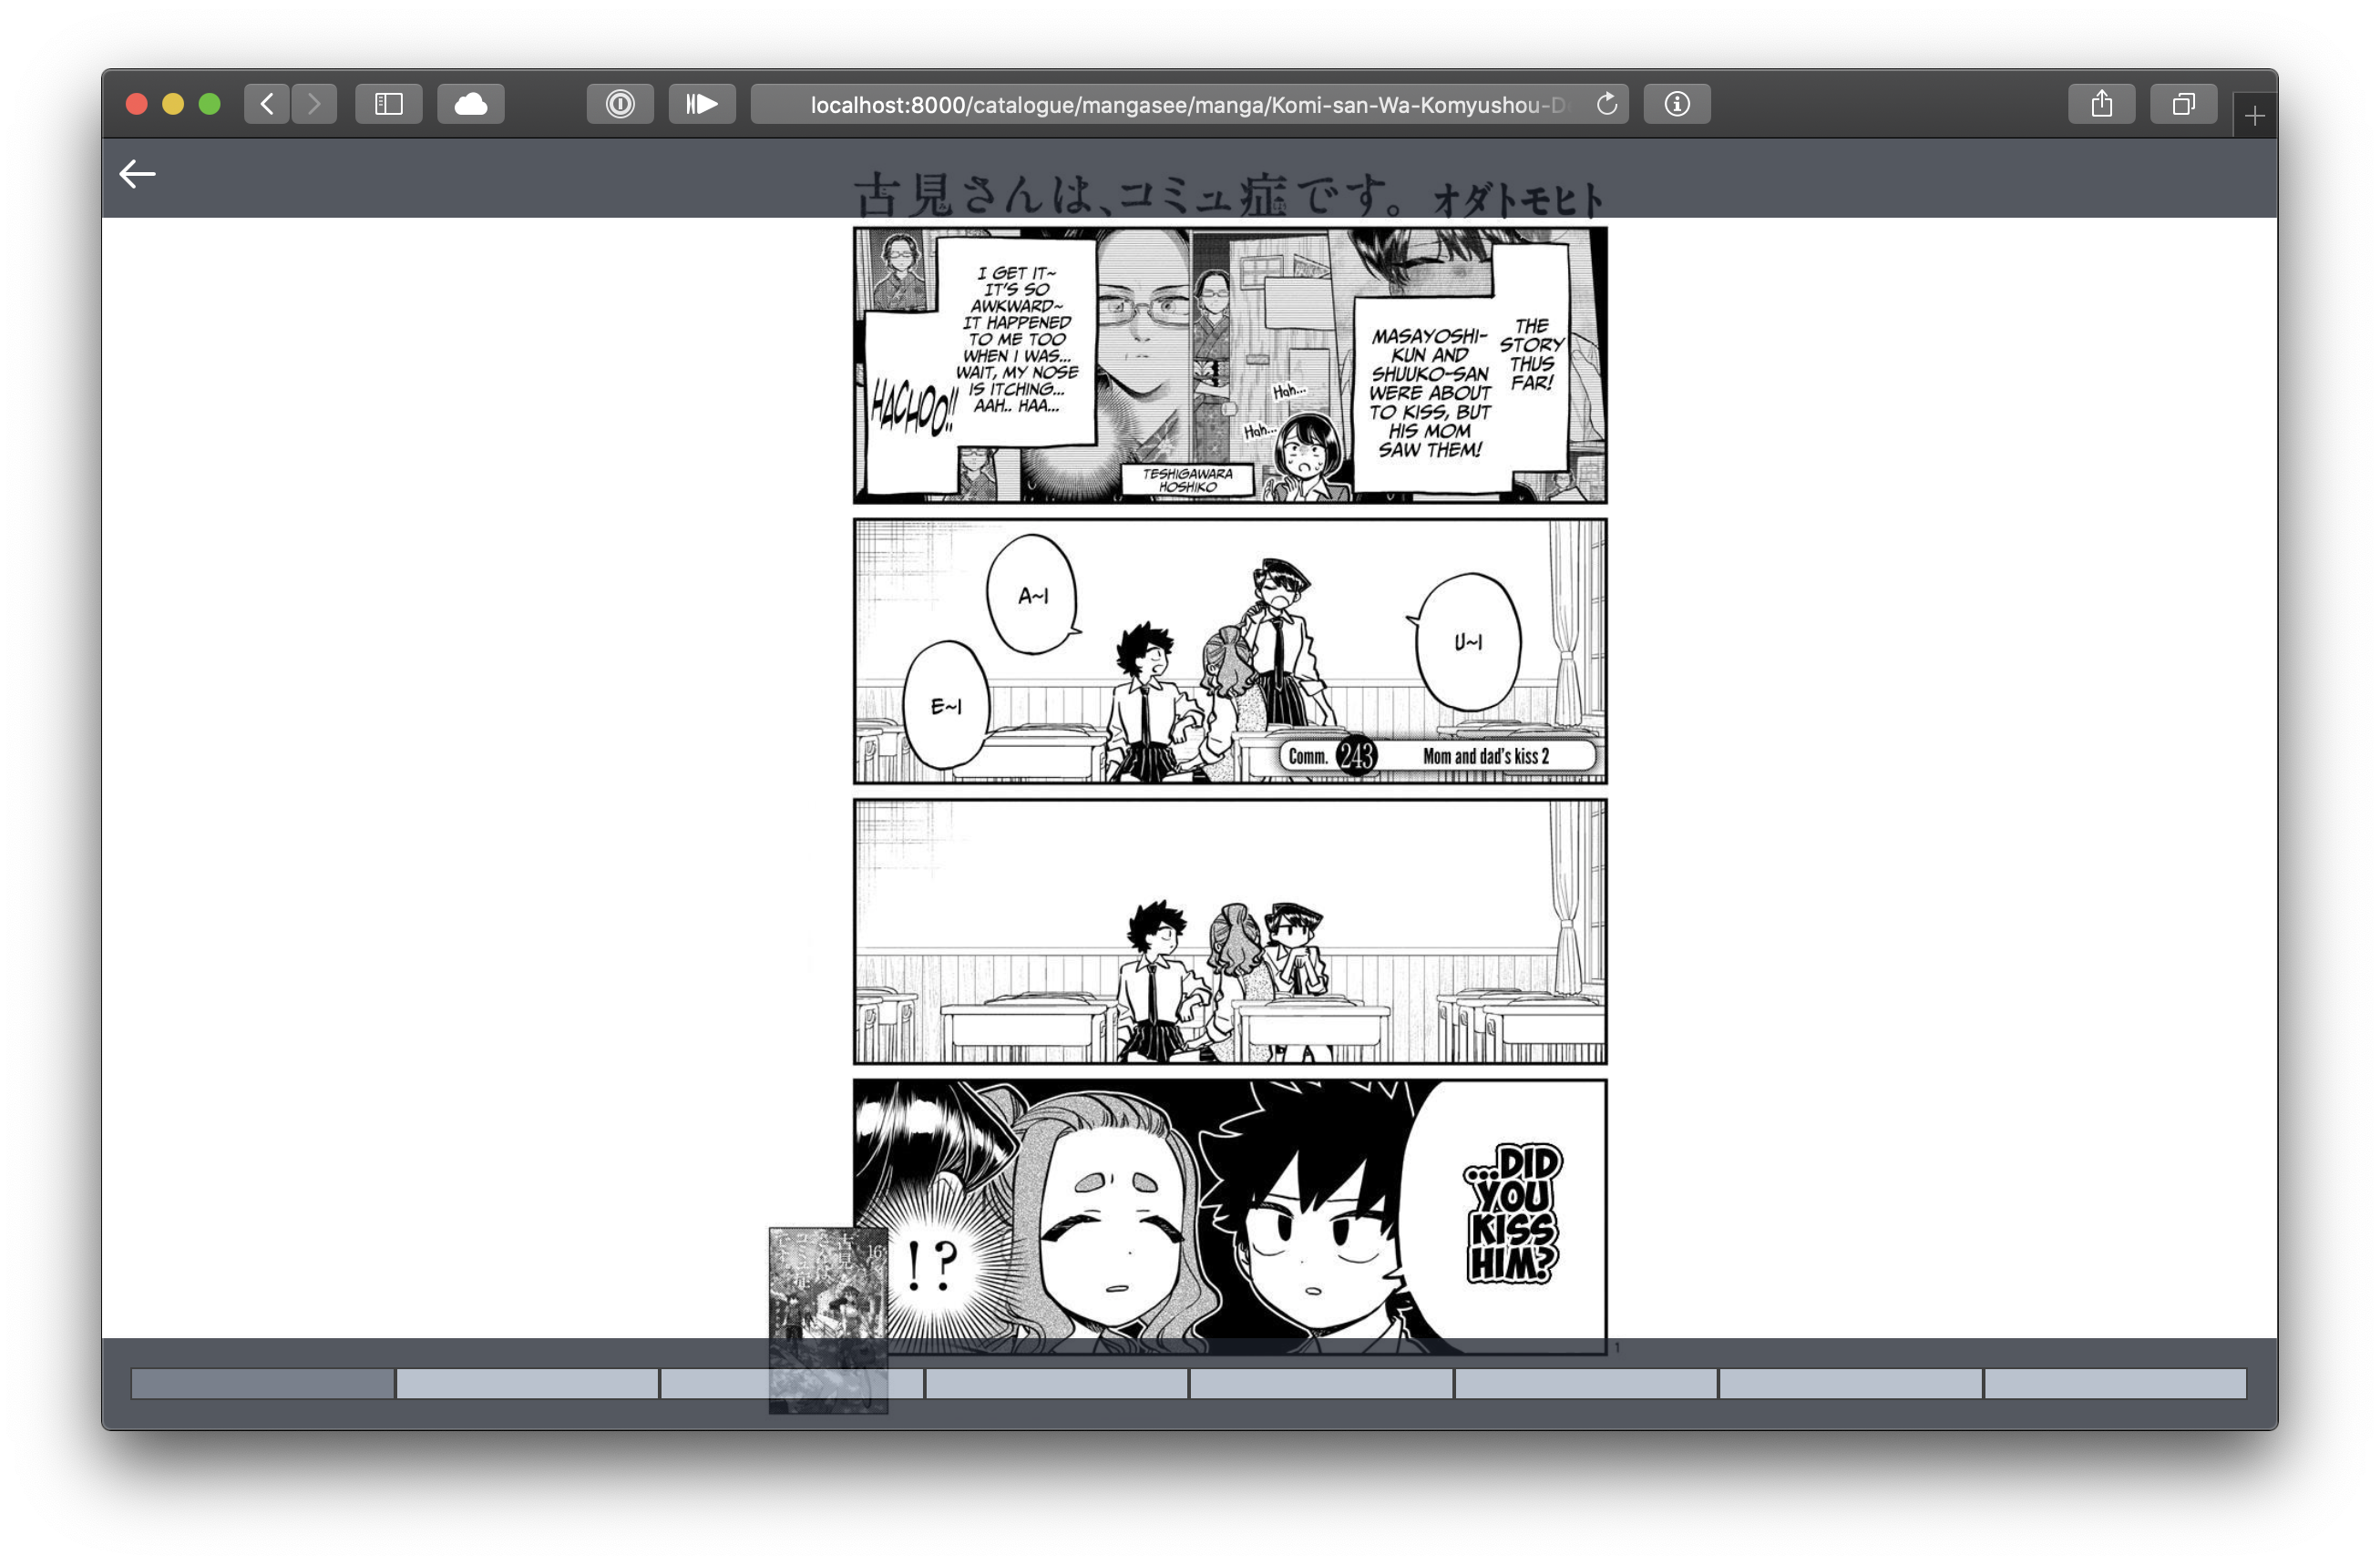 localhost:8000/catalogue/mangasee/manga/Komi-san-Wa-Komyushou-D
古見さんは、コミュ症です。 オダトモヒト
THE
STORY
THUS
FAR!
MASAYOSHI-
KUN AND
SHUUKO-SAN
WERE ABOUT
TO KISS, BUT
HIS MOM
SAW THEM!
Hah...
Hah...
TESHIGAWARA
HOSHIKO
I GET IT~
IT'S SO
AWKWARD~
IT HAPPENED
TO ME TOO
WHEN I WAS...
WAIT, MY NOSE
IS ITCHING...
AAH.. HAA...
HACHOO!!
U~I
A~I
E~I
Comm. 243 Mom and dad's kiss 2
...DID
YOU
KISS
HIM?
!?
16
古見
さんは、
コミュ症
です。
1